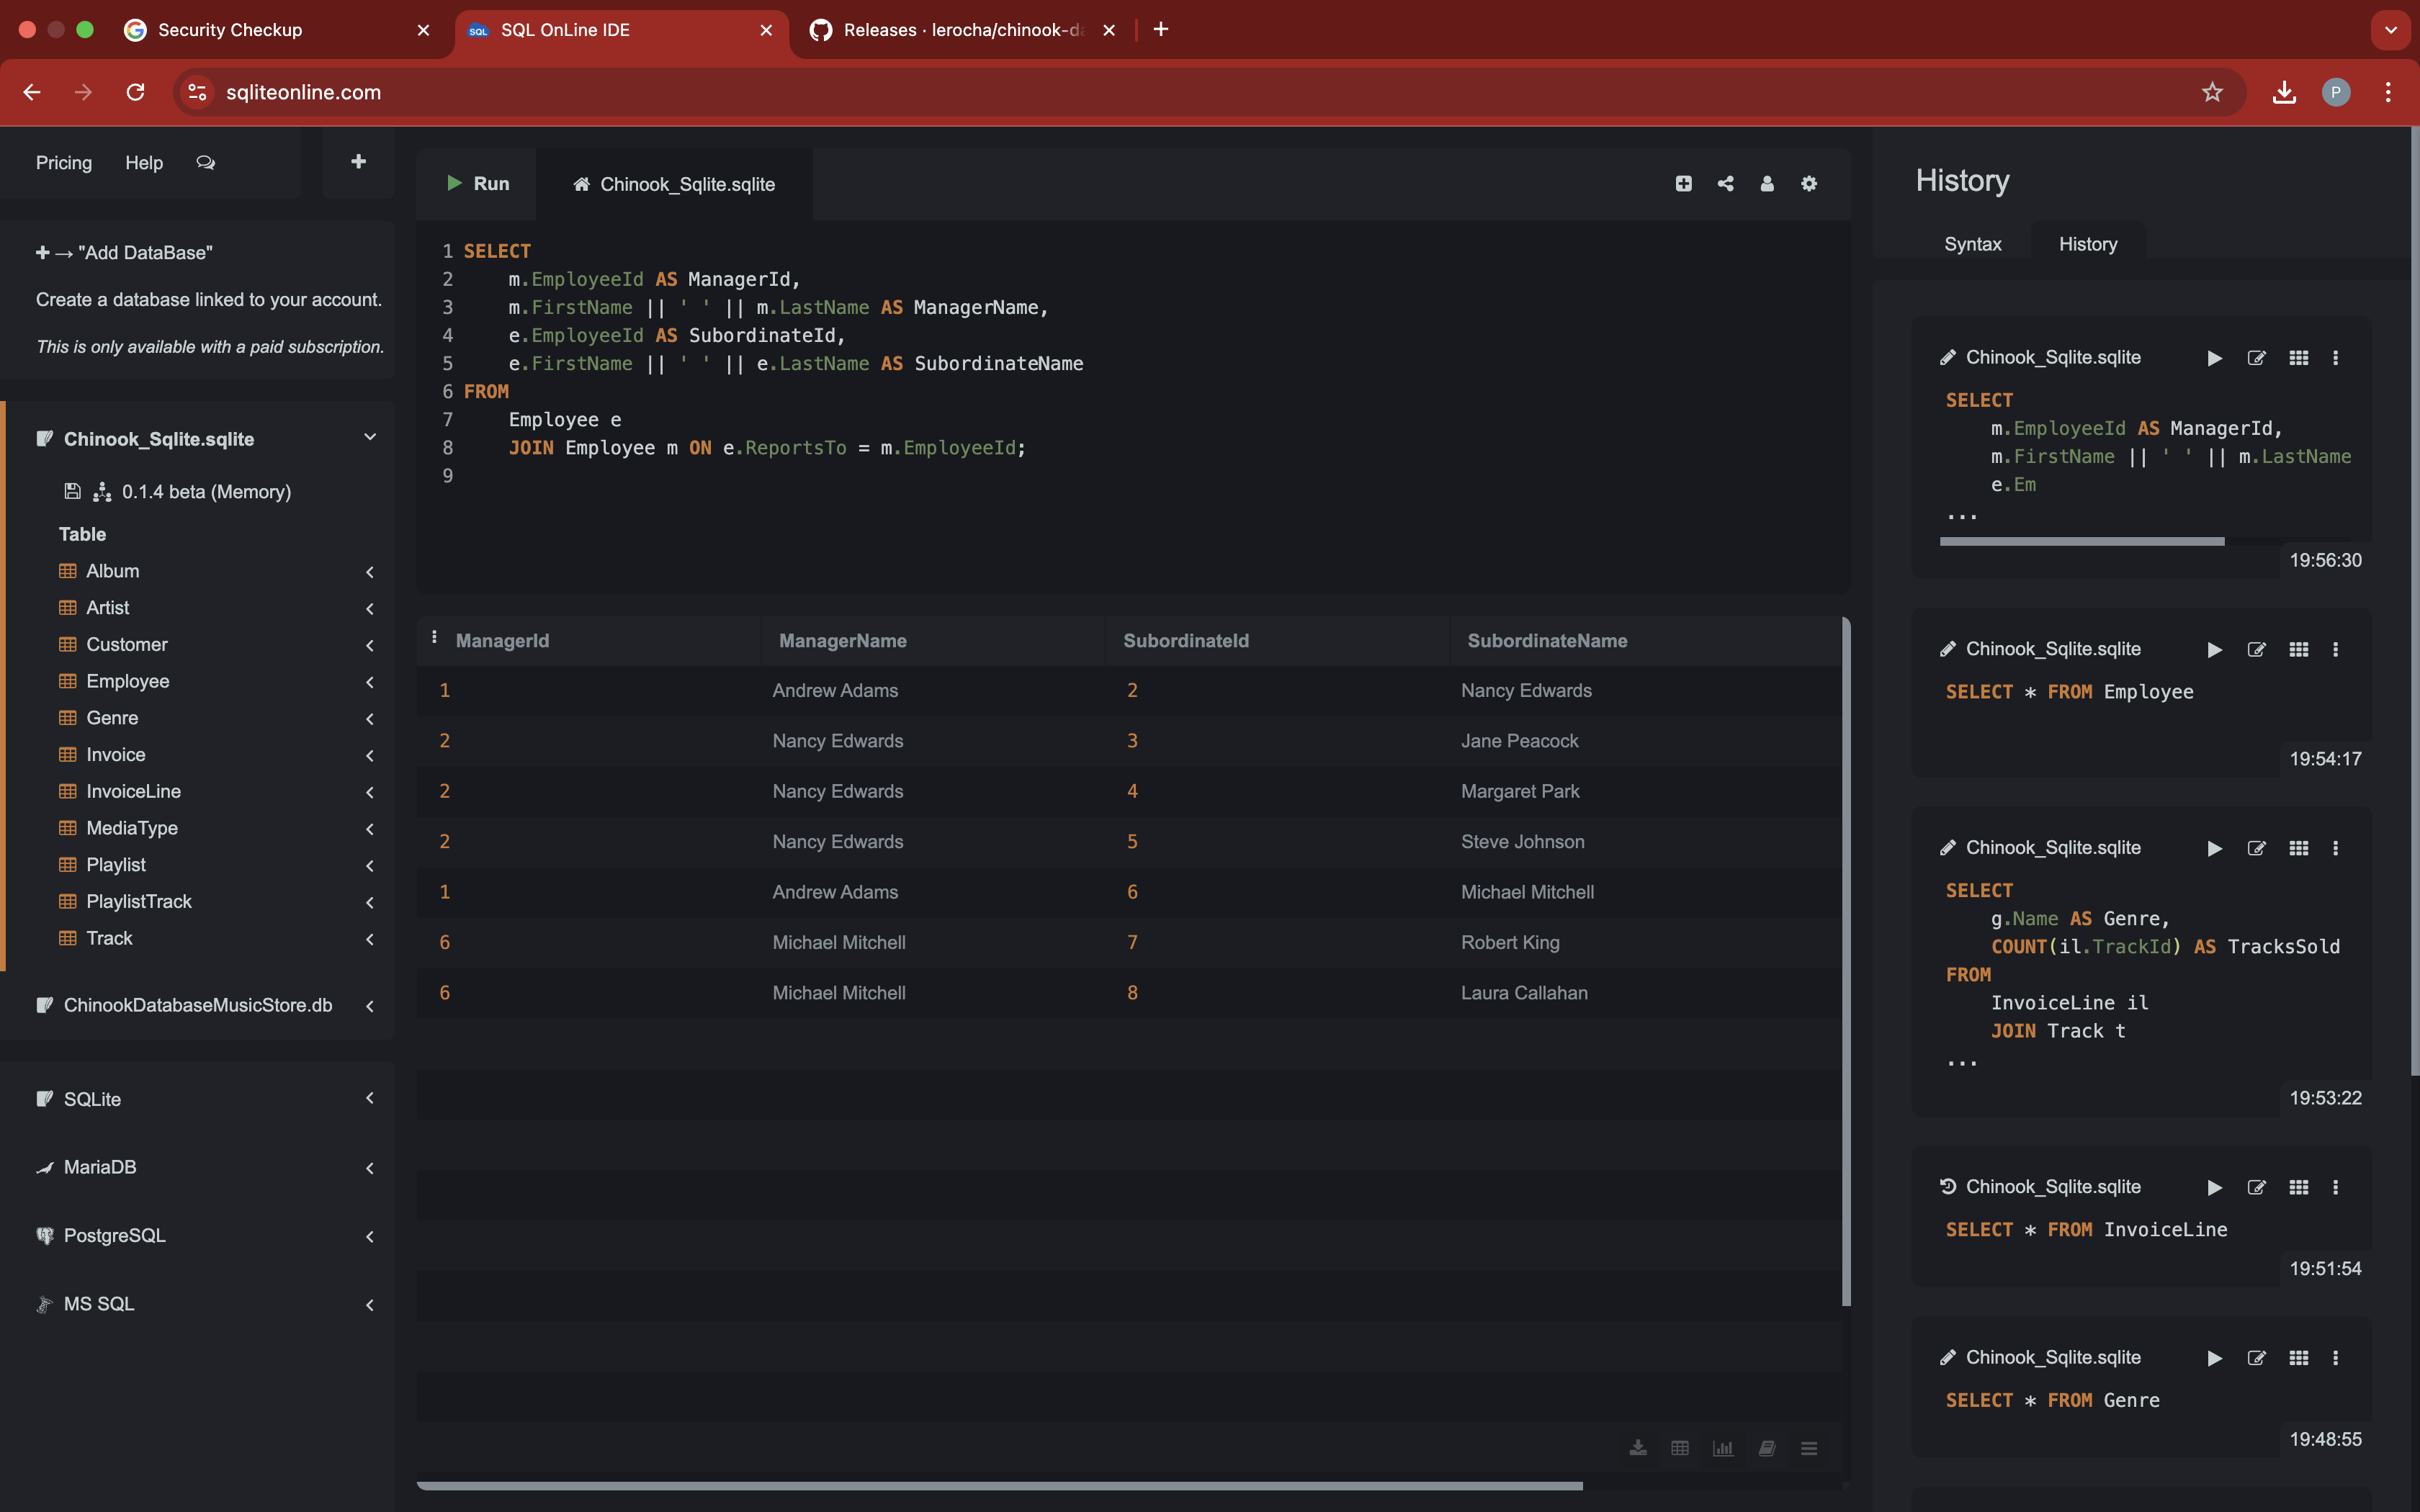 Security Checkup
SQL OnLine IDE
Releases · lerocha/chinook-da
sqliteonline.com
P
Pricing Help
"Add DataBase"
Create a database linked to your account.
This is only available with a paid subscription.
Chinook_Sqlite.sqlite
0.1.4 beta (Memory)
Table
Album
Artist
Customer
Employee
Genre
Invoice
InvoiceLine
MediaType
Playlist
PlaylistTrack
Track
ChinookDatabaseMusicStore.db
SQLite
MariaDB
PostgreSQL
MS SQL
Run Chinook_Sqlite.sqlite
1 SELECT
2 m.EmployeeId AS ManagerId,
3 m.FirstName || ' ' || m.LastName AS ManagerName,
4 e.EmployeeId AS SubordinateId,
5 e.FirstName || ' ' || e.LastName AS SubordinateName
6 FROM
7 Employee e
8 JOIN Employee m ON e.ReportsTo = m.EmployeeId;
9
ManagerId ManagerName SubordinateId SubordinateName
1 Andrew Adams 2 Nancy Edwards
2 Nancy Edwards 3 Jane Peacock
2 Nancy Edwards 4 Margaret Park
2 Nancy Edwards 5 Steve Johnson
1 Andrew Adams 6 Michael Mitchell
6 Michael Mitchell 7 Robert King
6 Michael Mitchell 8 Laura Callahan
History
Syntax History
Chinook_Sqlite.sqlite
SELECT
m.EmployeeId AS ManagerId,
m.FirstName || ' ' || m.LastName
e.Em
...
19:56:30
Chinook_Sqlite.sqlite
SELECT * FROM Employee
19:54:17
Chinook_Sqlite.sqlite
SELECT
g.Name AS Genre,
COUNT(il.TrackId) AS TracksSold
FROM
InvoiceLine il
JOIN Track t
...
19:53:22
Chinook_Sqlite.sqlite
SELECT * FROM InvoiceLine
19:51:54
Chinook_Sqlite.sqlite
SELECT * FROM Genre
19:48:55